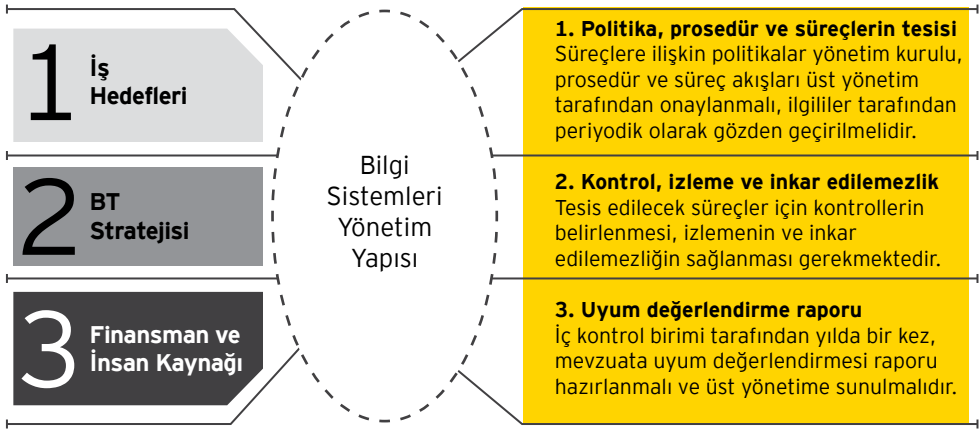 1
İş
Hedefleri
2
BT
Stratejisi
3
Finansman ve
İnsan Kaynağı
Bilgi
Sistemleri
Yönetim
Yapısı
1. Politika, prosedür ve süreçlerin tesisi
Süreçlere ilişkin politikalar yönetim kurulu,
prosedür ve süreç akışları üst yönetim
tarafından onaylanmalı, ilgililer tarafından
periyodik olarak gözden geçirilmelidir.
2. Kontrol, izleme ve inkar edilemezlik
Tesis edilecek süreçler için kontrollerin
belirlenmesi, izlemenin ve inkar
edilemezliğin sağlanması gerekmektedir.
3. Uyum değerlendirme raporu
İç kontrol birimi tarafından yılda bir kez,
mevzuata uyum değerlendirmesi raporu
hazırlanmalı ve üst yönetime sunulmalıdır.